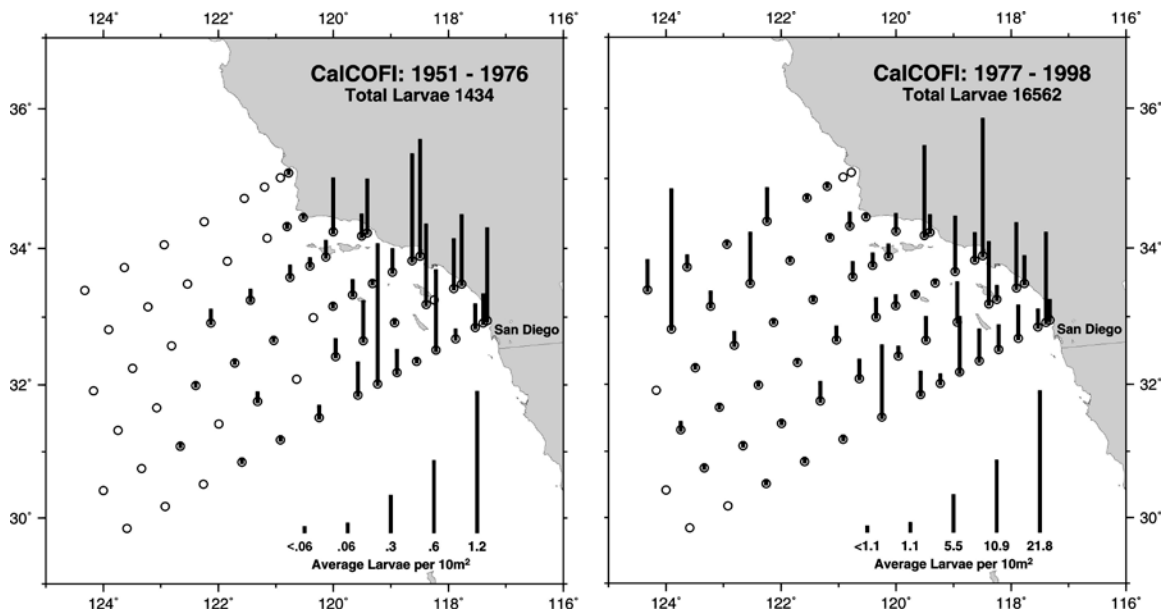 124˚ 122˚ 120˚ 118˚ 116˚ 124˚ 122˚ 120˚ 118˚ 116˚
CalCOFI: 1951 - 1976
Total Larvae 1434
CalCOFI: 1977 - 1998
Total Larvae 16562
36˚ 36˚
34˚ 34˚
San Diego San Diego
32˚ 32˚
30˚ 30˚
<.06 .06 .3 .6 1.2
Average Larvae per 10m²
<1.1 1.1 5.5 10.9 21.8
Average Larvae per 10m²
124˚ 122˚ 120˚ 118˚ 116˚ 124˚ 122˚ 120˚ 118˚ 116˚